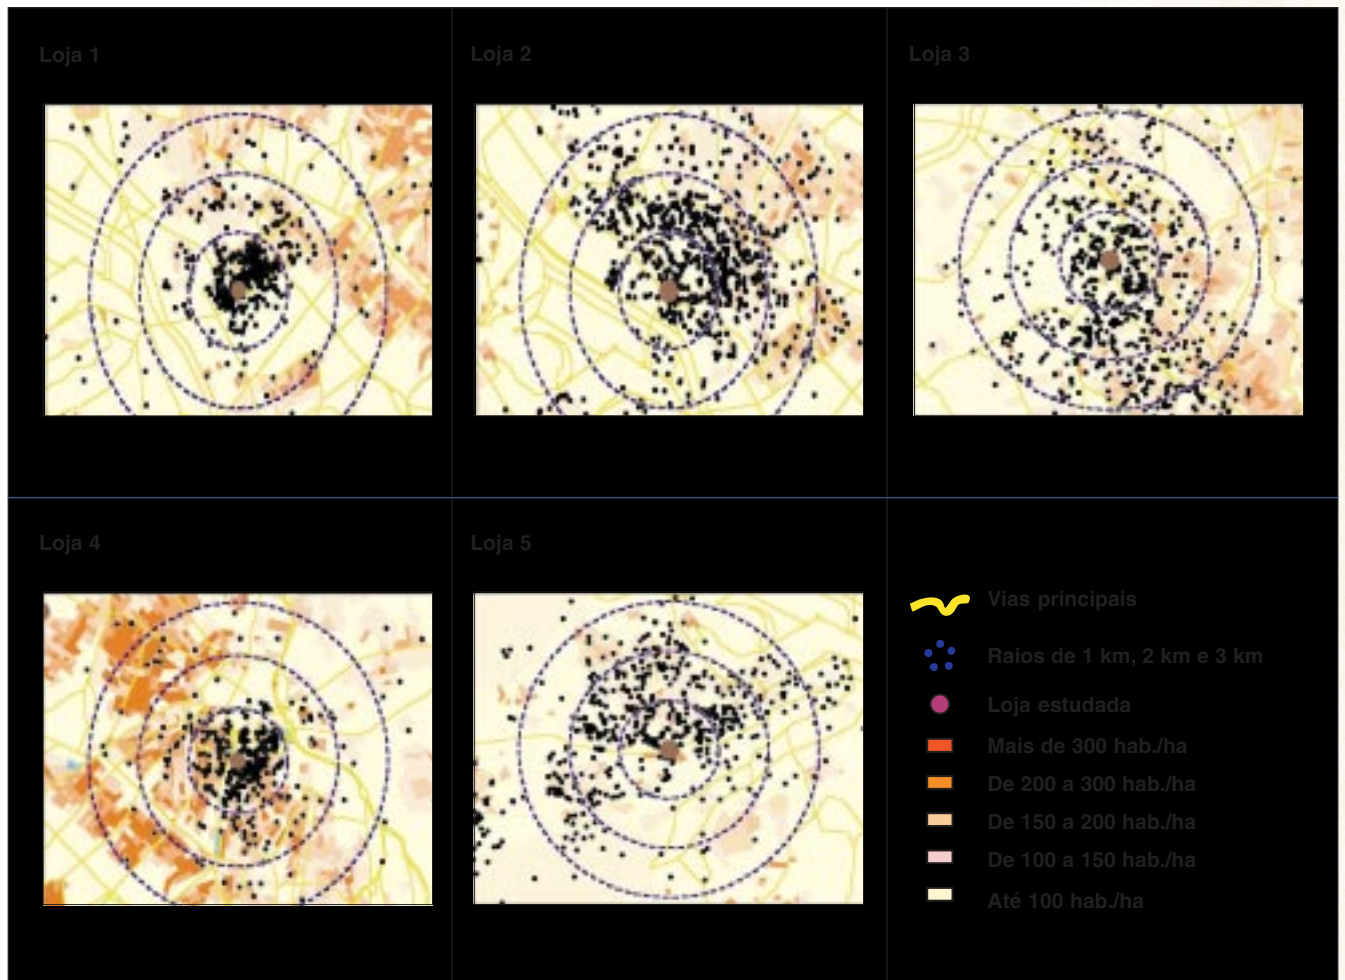 Loja 1
Loja 2
Loja 3
Loja 4
Loja 5
Vias principais
Raios de 1 km, 2 km e 3 km
Loja estudada
Mais de 300 hab./ha
De 200 a 300 hab./ha
De 150 a 200 hab./ha
De 100 a 150 hab./ha
Até 100 hab./ha